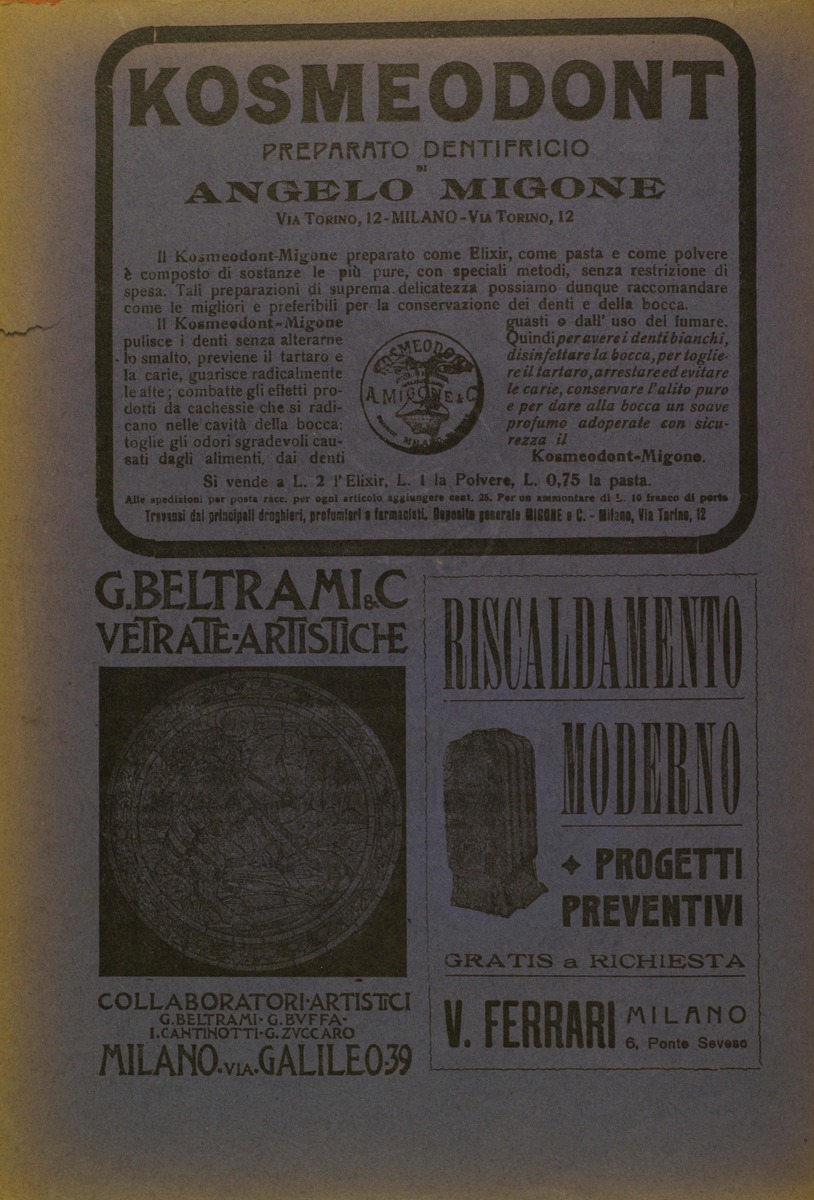 KOSMEODONT
PREPARATO DENTIFRICIO
DI
ANGELO MIGONE
VIA TORINO, 12-MILANO-VIA TORINO, 12
Il Kosmeodont-Migone preparato come Elixir, come pasta e come polvere
è composto di sostanze le più pure, con speciali metodi, senza restrizione di
spesa. Tali preparazioni di suprema delicatezza possiamo dunque raccomandare
come le migliori e preferibili per la conservazione dei denti e della bocca.
Il Kosmeodont-Migone
pulisce i denti senza alterarne
lo smalto, previene il tartaro e
la carie, guarisce radicalmente
le afte; combatte gli effetti pro-
dotti da cachessie che si radi-
cano nelle cavità della bocca;
toglie gli odori sgradevoli cau-
sati dagli alimenti, dai denti
KOSMEODONT
A. MIGONE & C.
MILANO
guasti o dall' uso del fumare.
Quindi per avere i denti bianchi,
disinfettare la bocca, per toglie-
re il tartaro, arrestare ed evitare
le carie, conservare l'alito puro
e per dare alla bocca un soave
profumo adoperate con sicu-
rezza il
Kosmeodont-Migone.
Si vende a L. 2 l'Elixir, L. 1 la Polvere, L. 0,75 la pasta.
Alle spedizioni per posta racc. per ogni articolo aggiungere cent. 25. Per un ammontare di L. 10 franco di porto
Trovansi dai principali droghieri, profumieri e farmacisti. Deposito generale MIGONE e C. - Milano, Via Torino, 12
G. BELTRAMI & C
VETRATE·ARTISTICHE
COLLABORATORI·ARTISTICI
G.BELTRAMI·G.BVFFA·
I.CANTINOTTI·G.ZVCCARO
MILANO.VIA.GALILEO·39
RISCALDAMENTO
MODERNO
PROGETTI
PREVENTIVI
GRATIS a RICHIESTA
V. FERRARI MILANO
6, Ponte Seveso